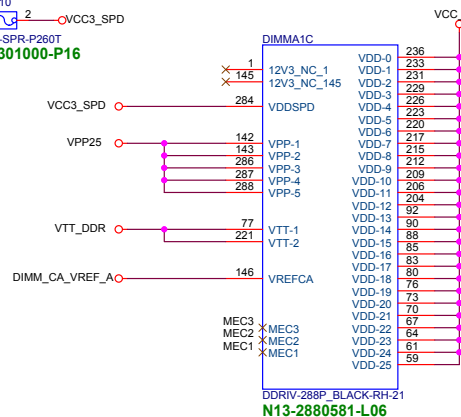 10
2
VCC3_SPD
-SPR-P260T
301000-P16
VCC_
DIMMA1C
1 12V3_NC_1
145 12V3_NC_145
VCC3_SPD 284 VDDSPD
VPP25 142 VPP-1
143 VPP-2
286 VPP-3
287 VPP-4
288 VPP-5
VTT_DDR 77 VTT-1
221 VTT-2
DIMM_CA_VREF_A 146 VREFCA
MEC3 MEC3
MEC2 MEC2
MEC1 MEC1
VDD-0 236
VDD-1 233
VDD-2 231
VDD-3 229
VDD-4 226
VDD-5 223
VDD-6 220
VDD-7 217
VDD-8 215
VDD-9 212
VDD-10 209
VDD-11 206
VDD-12 204
VDD-13 92
VDD-14 90
VDD-15 88
VDD-16 85
VDD-17 83
VDD-18 80
VDD-19 76
VDD-20 73
VDD-21 70
VDD-22 67
VDD-23 64
VDD-24 61
VDD-25 59
DDRIV-288P_BLACK-RH-21
N13-2880581-L06